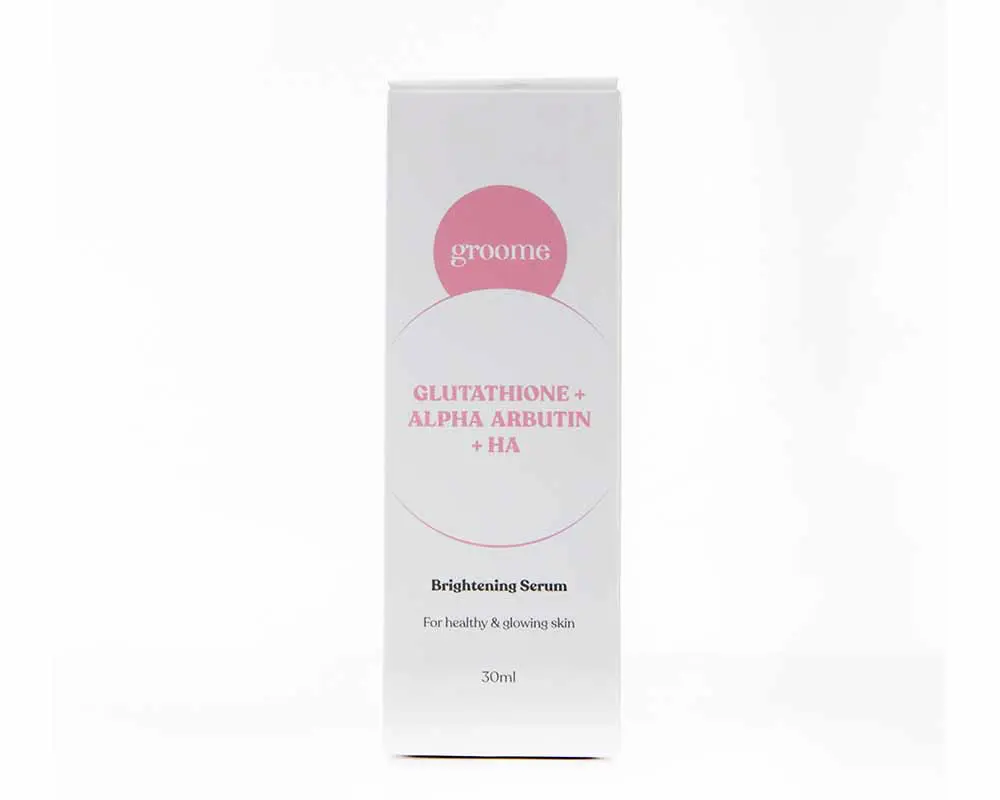 groome
GLUTATHIONE +
ALPHA ARBUTIN
+ HA
Brightening Serum
For healthy & glowing skin
30ml